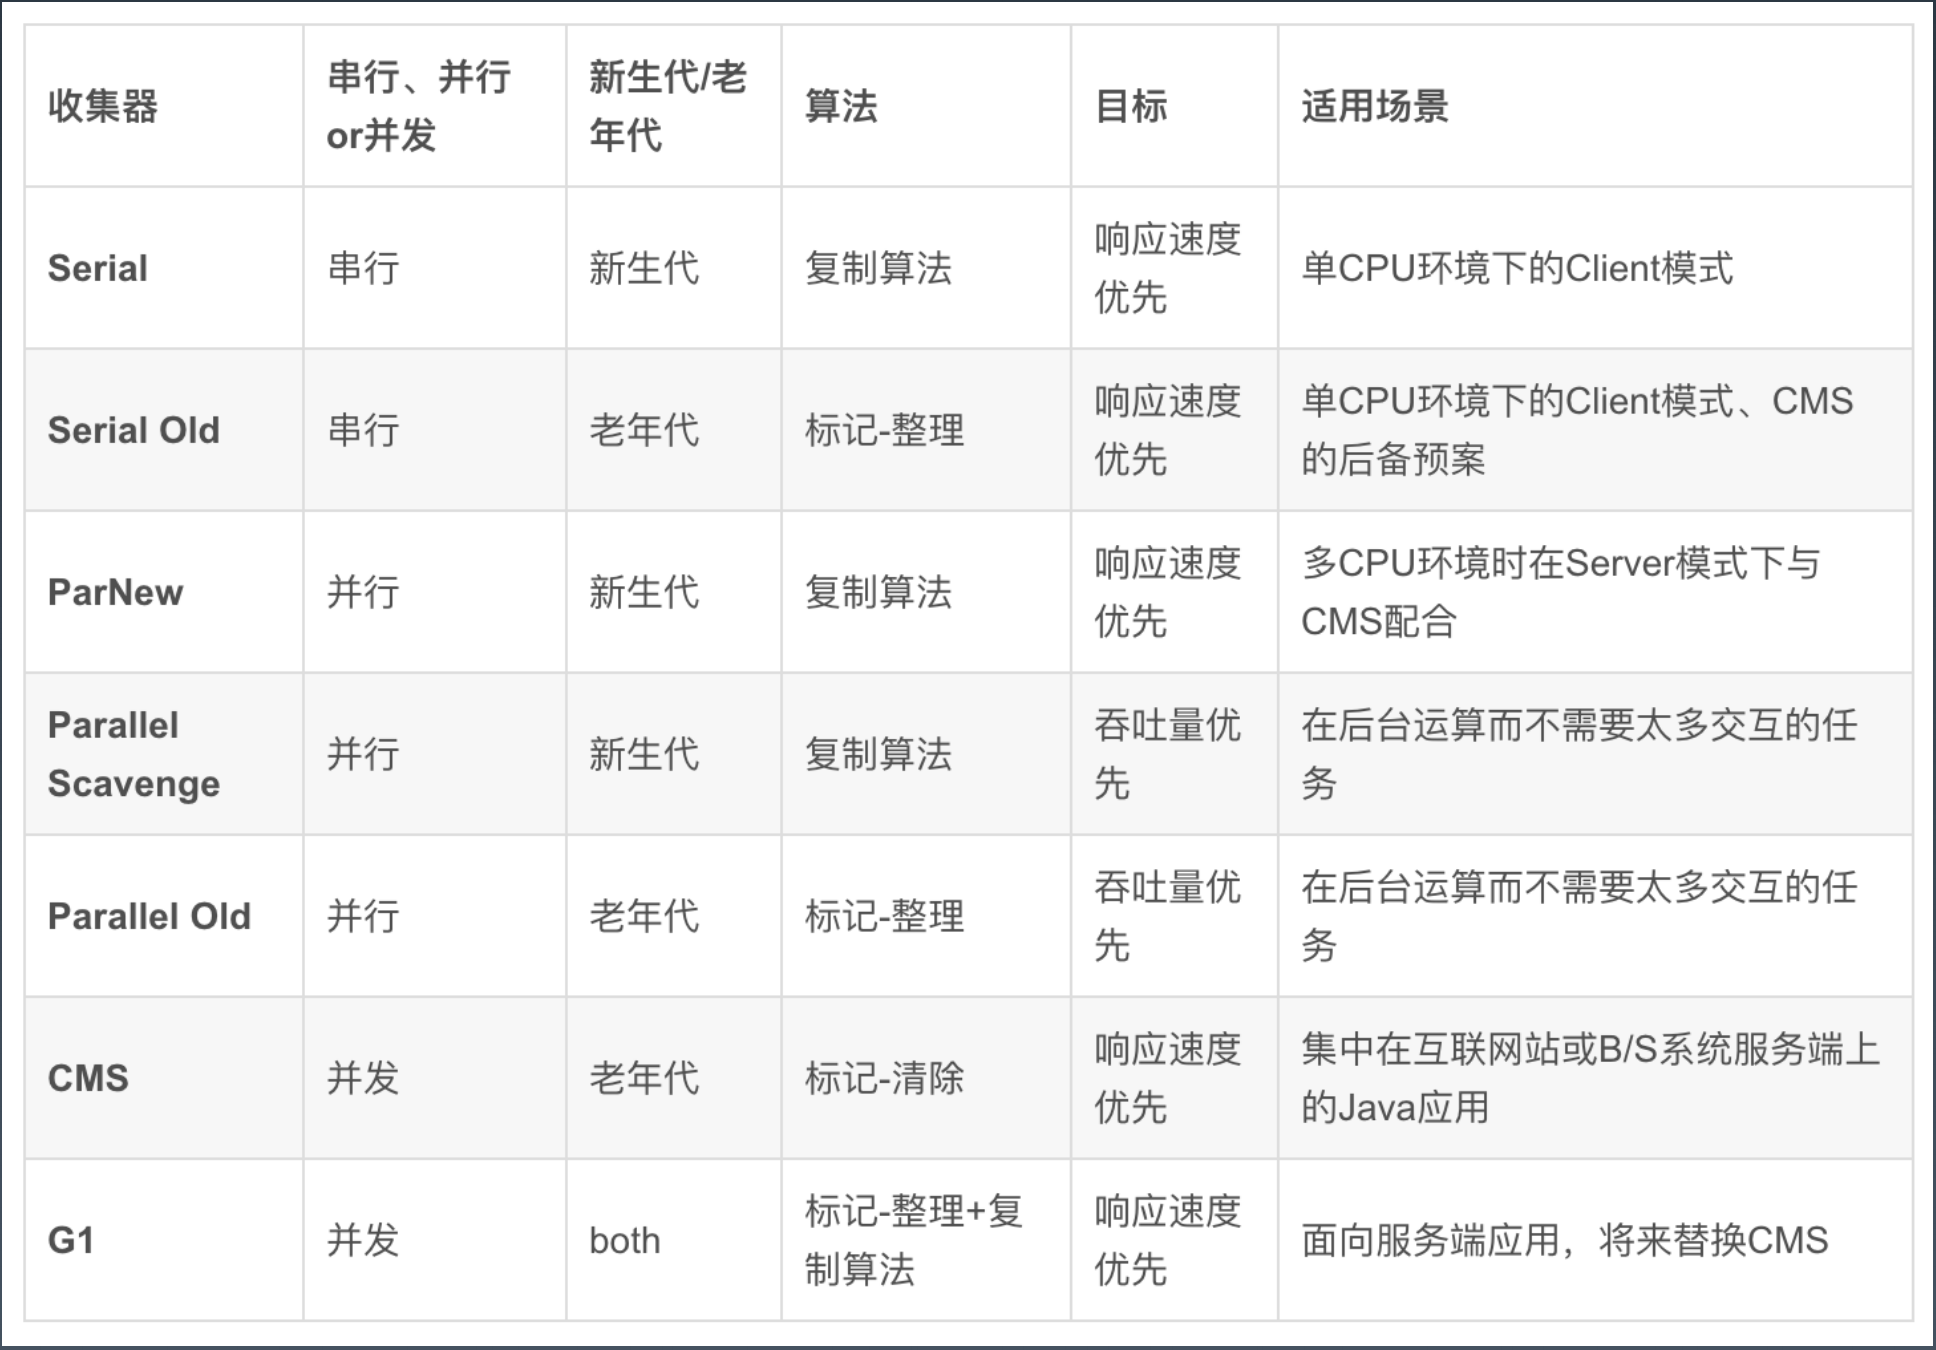 收集器
串行、并行
or并发
新生代/老
年代
算法
目标
适用场景
Serial
串行
新生代
复制算法
响应速度
优先
单CPU环境下的Client模式
Serial Old
串行
老年代
标记-整理
响应速度
优先
单CPU环境下的Client模式、CMS
的后备预案
ParNew
并行
新生代
复制算法
响应速度
优先
多CPU环境时在Server模式下与
CMS配合
Parallel
Scavenge
并行
新生代
复制算法
吞吐量优
先
在后台运算而不需要太多交互的任
务
Parallel Old
并行
老年代
标记-整理
吞吐量优
先
在后台运算而不需要太多交互的任
务
CMS
并发
老年代
标记-清除
响应速度
优先
集中在互联网站或B/S系统服务端上
的Java应用
G1
并发
both
标记-整理+复
制算法
响应速度
优先
面向服务端应用，将来替换CMS